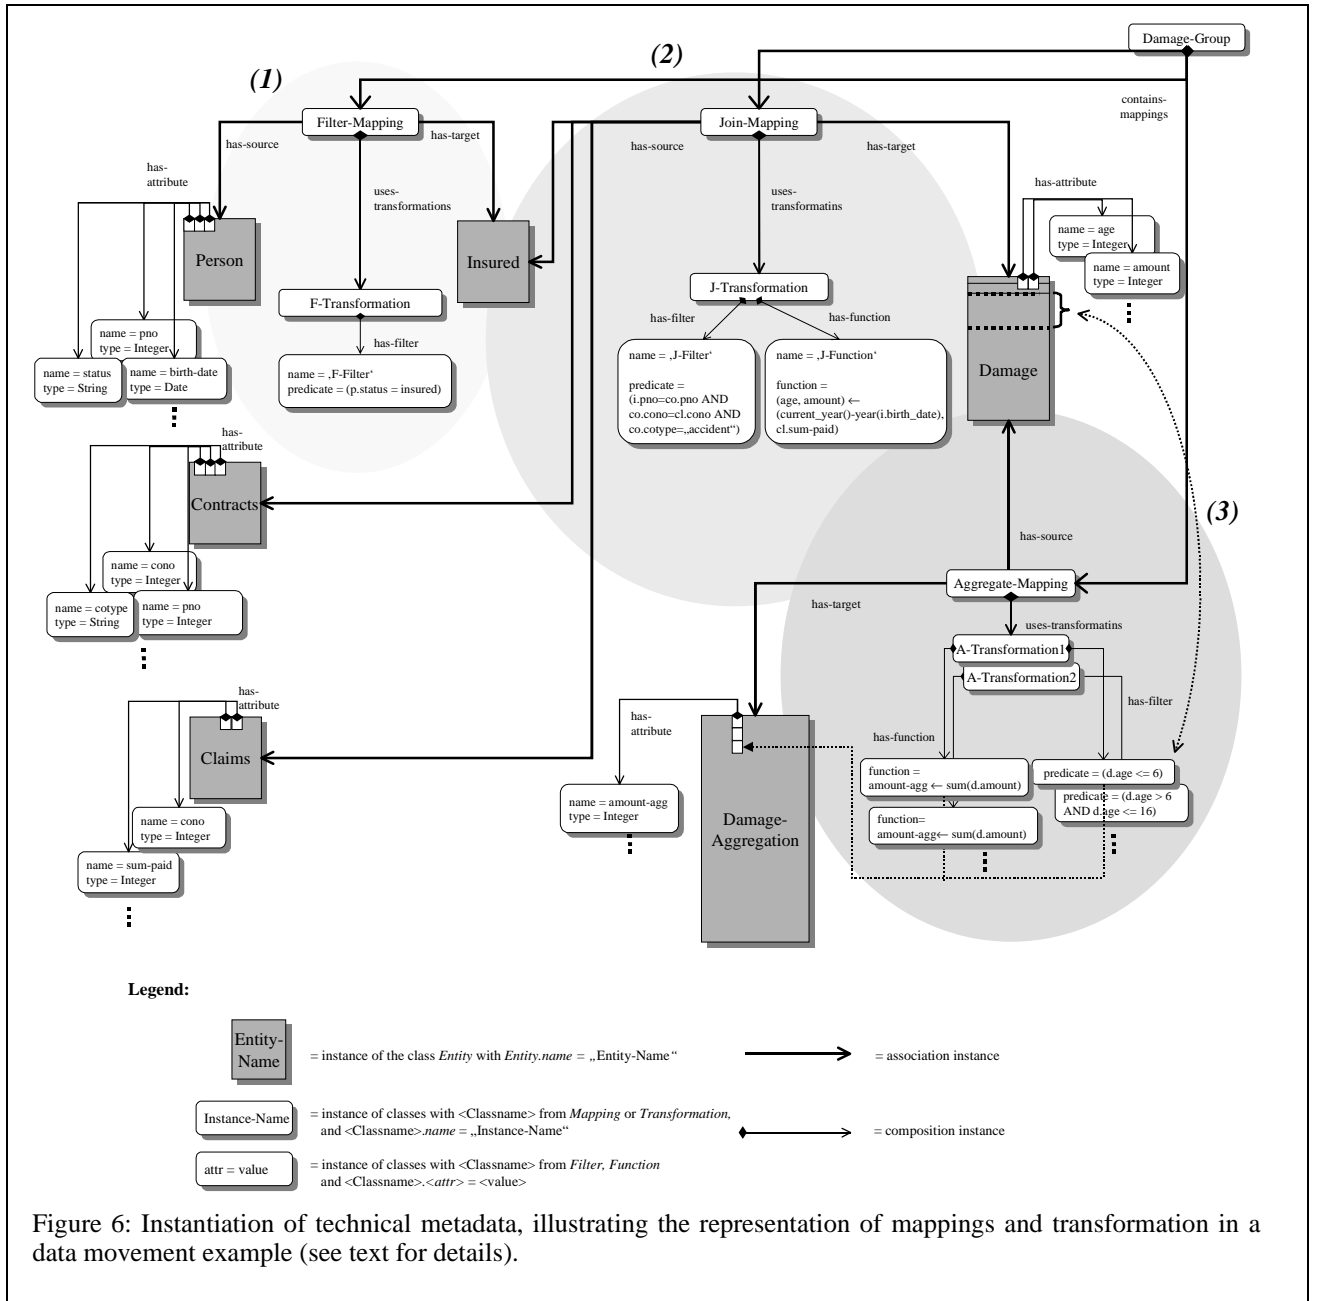 Damage-Group
(2)
(1)
contains-
mappings
Filter-Mapping
Join-Mapping
has-source
has-target
has-source
has-target
has-
attribute
uses-
transformations
uses-
transformatins
has-attribute
name = age
type = Integer
name = amount
type = Integer
Person
Insured
F-Transformation
J-Transformation
has-filter
has-filter
has-function
name = pno
type = Integer
name = status
type = String
name = birth-date
type = Date
name = ‚F-Filter‘
predicate = (p.status = insured)
name = ‚J-Filter‘
predicate =
(i.pno=co.pno AND
co.cono=cl.cono AND
co.cotype=„accident“)
name = ‚J-Function‘
function =
(age, amount) ←
(current_year()-year(i.birth_date),
cl.sum-paid)
Damage
has-
attribute
Contracts
name = cono
type = Integer
name = cotype
type = String
name = pno
type = Integer
(3)
has-source
Aggregate-Mapping
has-target
uses-transformatins
A-Transformation1
A-Transformation2
has-filter
has-function
has-
attribute
Claims
name = cono
type = Integer
name = sum-paid
type = Integer
has-
attribute
name = amount-agg
type = Integer
Damage-
Aggregation
function =
amount-agg ← sum(d.amount)
function=
amount-agg← sum(d.amount)
predicate = (d.age <= 6)
predicate = (d.age > 6
AND d.age <= 16)
Legend:
Entity-
Name
= instance of the class Entity with Entity.name = „Entity-Name“
= association instance
Instance-Name
= instance of classes with <Classname> from Mapping or Transformation,
and <Classname>.name = „Instance-Name“
= composition instance
attr = value
= instance of classes with <Classname> from Filter, Function
and <Classname>.<attr> = <value>
Figure 6: Instantiation of technical metadata, illustrating the representation of mappings and transformation in a
data movement example (see text for details).